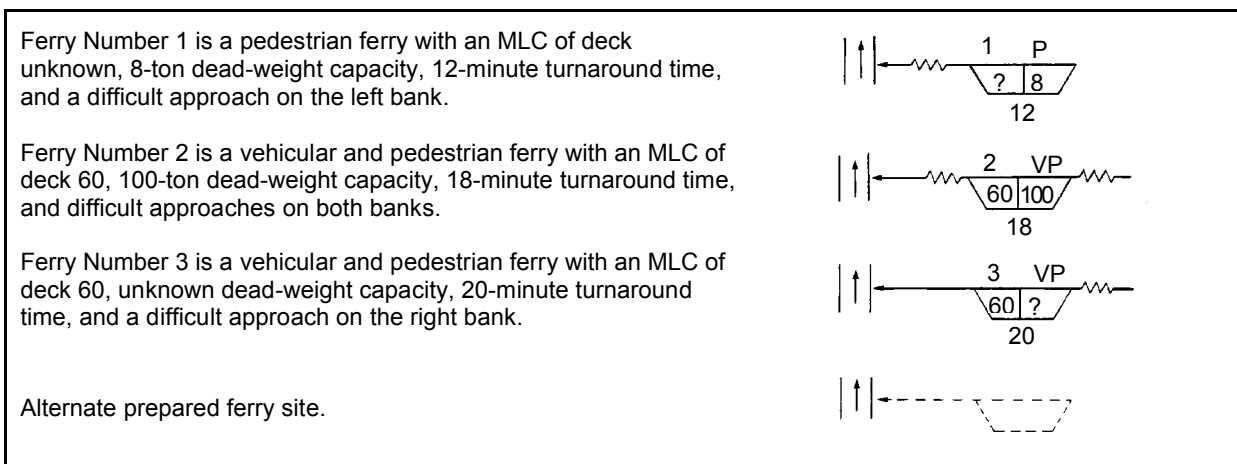 Ferry Number 1 is a pedestrian ferry with an MLC of deck
unknown, 8-ton dead-weight capacity, 12-minute turnaround time,
and a difficult approach on the left bank.
1 P
? 8
12
Ferry Number 2 is a vehicular and pedestrian ferry with an MLC of
deck 60, 100-ton dead-weight capacity, 18-minute turnaround time,
and difficult approaches on both banks.
2 VP
60 100
18
Ferry Number 3 is a vehicular and pedestrian ferry with an MLC of
deck 60, unknown dead-weight capacity, 20-minute turnaround
time, and a difficult approach on the right bank.
3 VP
60 ?
20
Alternate prepared ferry site.